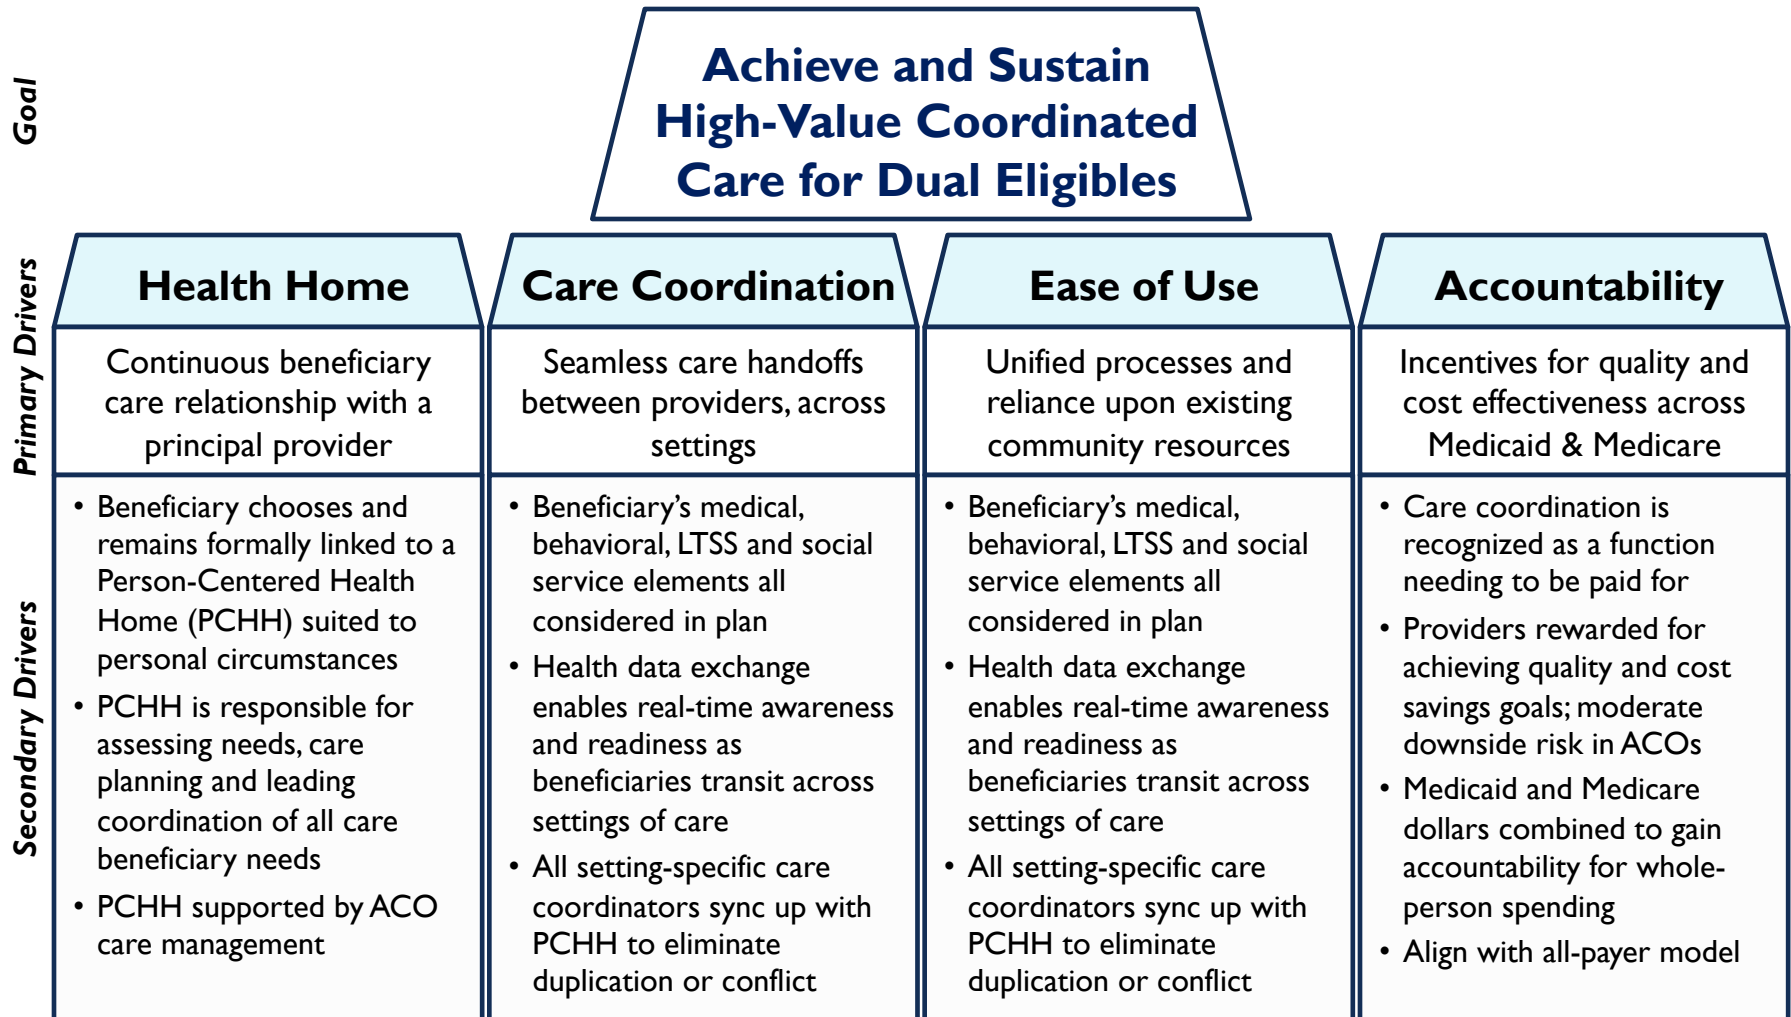 Goal
Achieve and Sustain
High-Value Coordinated
Care for Dual Eligibles
Primary Drivers
Health Home
Continuous beneficiary
care relationship with a
principal provider
Care Coordination
Seamless care handoffs
between providers, across
settings
Ease of Use
Unified processes and
reliance upon existing
community resources
Accountability
Incentives for quality and
cost effectiveness across
Medicaid & Medicare
Secondary Drivers
• Beneficiary chooses and
remains formally linked to a
Person-Centered Health
Home (PCHH) suited to
personal circumstances
• PCHH is responsible for
assessing needs, care
planning and leading
coordination of all care
beneficiary needs
• PCHH supported by ACO
care management
• Beneficiary’s medical,
behavioral, LTSS and social
service elements all
considered in plan
• Health data exchange
enables real-time awareness
and readiness as
beneficiaries transit across
settings of care
• All setting-specific care
coordinators sync up with
PCHH to eliminate
duplication or conflict
• Beneficiary’s medical,
behavioral, LTSS and social
service elements all
considered in plan
• Health data exchange
enables real-time awareness
and readiness as
beneficiaries transit across
settings of care
• All setting-specific care
coordinators sync up with
PCHH to eliminate
duplication or conflict
• Care coordination is
recognized as a function
needing to be paid for
• Providers rewarded for
achieving quality and cost
savings goals; moderate
downside risk in ACOs
• Medicaid and Medicare
dollars combined to gain
accountability for whole-
person spending
• Align with all-payer model